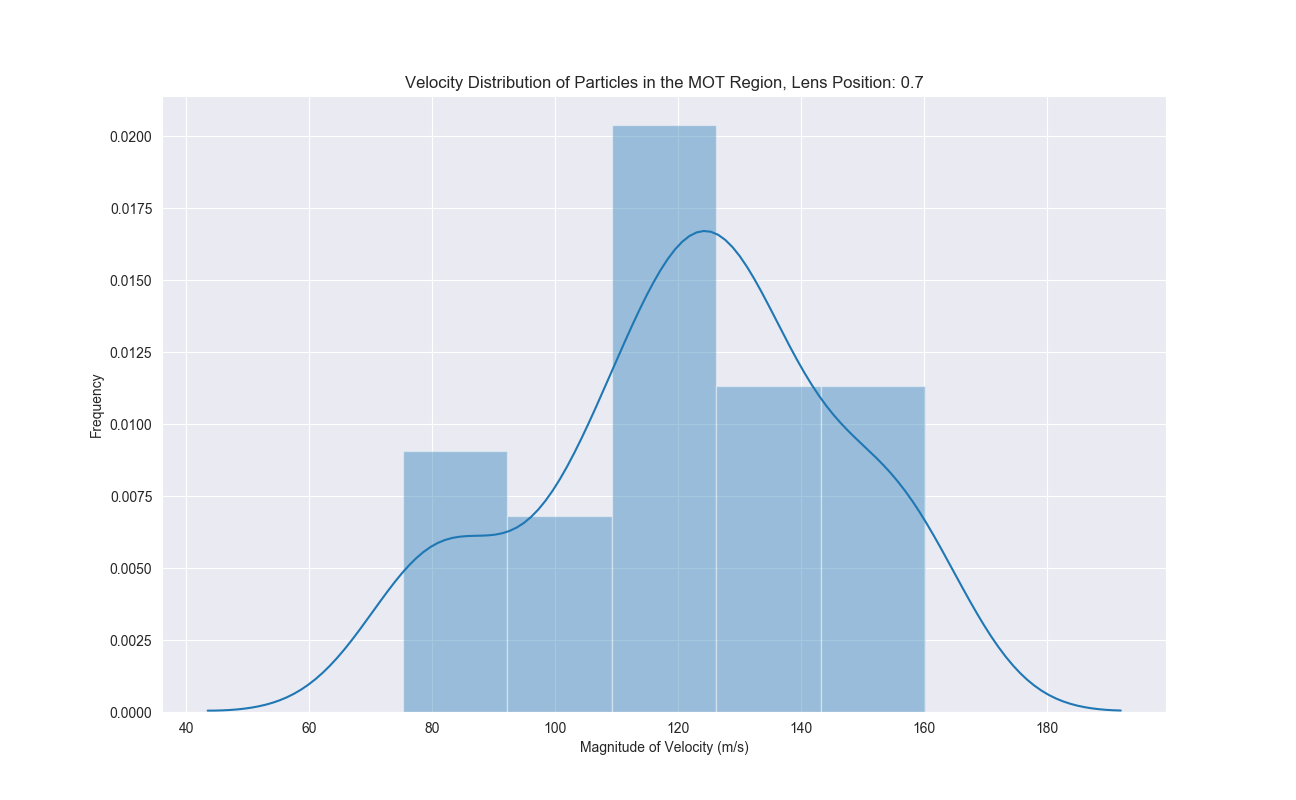 Velocity Distribution of Particles in the MOT Region, Lens Position: 0.7
0.0200
0.0175
0.0150
0.0125
0.0100
0.0075
0.0050
0.0025
0.0000
Frequency
40 60 80 100 120 140 160 180
Magnitude of Velocity (m/s)